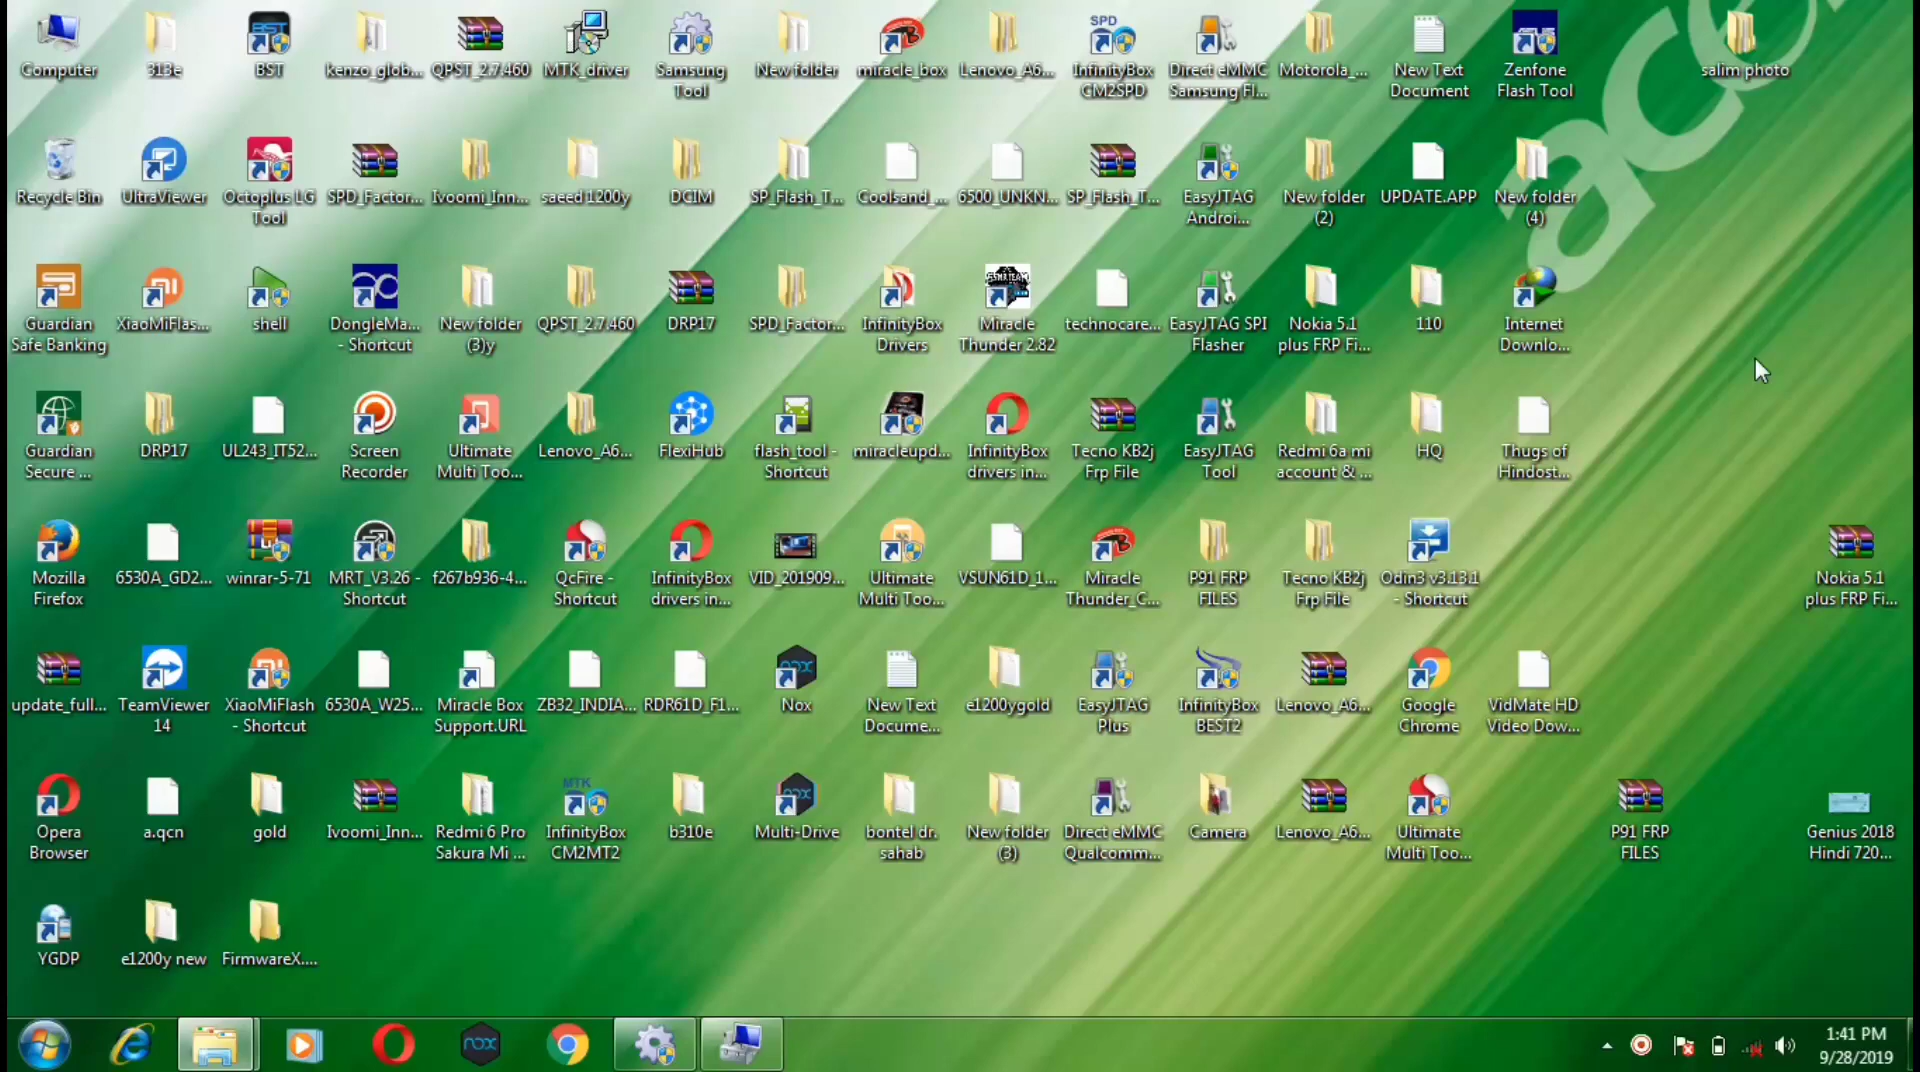 acer
Computer
313e
BST
kenzo_glob...
QPST_2.7.460
MTK_driver
Samsung
Tool
New folder
miracle_box
Lenovo_A6...
SPD
InfinityBox
CM2SPD
Direct eMMC
Samsung Fl...
Motorola_...
New Text
Document
Zenfone
Flash Tool
salim photo
Recycle Bin
UltraViewer
Octoplus LG
Tool
SPD_Factor...
Ivoomi_Inn...
saeed 1200y
DCIM
SP_Flash_T...
Coolsand_...
6500_UNKN...
SP_Flash_T...
EasyJTAG
Androi...
New folder
(2)
UPDATE.APP
New folder
(4)
Guardian
Safe Banking
XiaoMiFlas...
shell
DongleMa...
- Shortcut
New folder
(3)y
QPST_2.7.460
DRP17
SPD_Factor...
InfinityBox
Drivers
Miracle
Thunder 2.82
technocare...
EasyJTAG SPI
Flasher
Nokia 5.1
plus FRP Fi...
110
Internet
Downlo...
Guardian
Secure ...
DRP17
UL243_IT52...
Screen
Recorder
Ultimate
Multi Too...
Lenovo_A6...
FlexiHub
flash_tool -
Shortcut
miracleupd...
InfinityBox
drivers in...
Tecno KB2j
Frp File
EasyJTAG
Tool
Redmi 6a mi
account & ...
HQ
Thugs of
Hindost...
Mozilla
Firefox
6530A_GD2...
winrar-5-71
MRT_V3.26 -
Shortcut
f267b936-4...
QcFire -
Shortcut
InfinityBox
drivers in...
VID_201909...
Ultimate
Multi Too...
VSUN61D_1...
Miracle
Thunder_C...
P91 FRP
FILES
Tecno KB2j
Frp File
Odin3 v3.13.1
- Shortcut
Nokia 5.1
plus FRP Fi...
update_full...
TeamViewer
14
XiaoMiFlash
- Shortcut
6530A_W25...
Miracle Box
Support.URL
ZB32_INDIA...
RDR61D_F1...
Nox
New Text
Docume...
e1200ygold
EasyJTAG
Plus
InfinityBox
BEST2
Lenovo_A6...
Google
Chrome
VidMate HD
Video Dow...
Opera
Browser
a.qcn
gold
Ivoomi_Inn...
Redmi 6 Pro
Sakura Mi ...
MTK
InfinityBox
CM2MT2
b310e
Multi-Drive
bontel dr.
sahab
New folder
(3)
Direct eMMC
Qualcomm...
Camera
Lenovo_A6...
Ultimate
Multi Too...
P91 FRP
FILES
Genius 2018
Hindi 720...
YGDP
e1200y new
FirmwareX....
nox
1:41 PM
9/28/2019